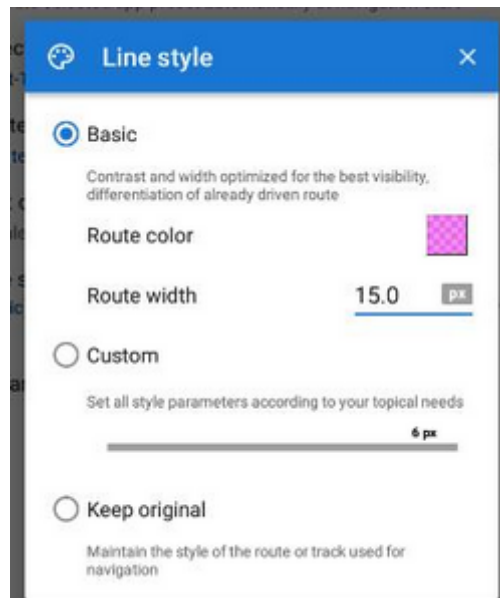 Line style
Basic
Contrast and width optimized for the best visibility,
differentiation of already driven route
Route color
Route width 15.0 px
Custom
Set all style parameters according to your topical needs
6 px
Keep original
Maintain the style of the route or track used for
navigation